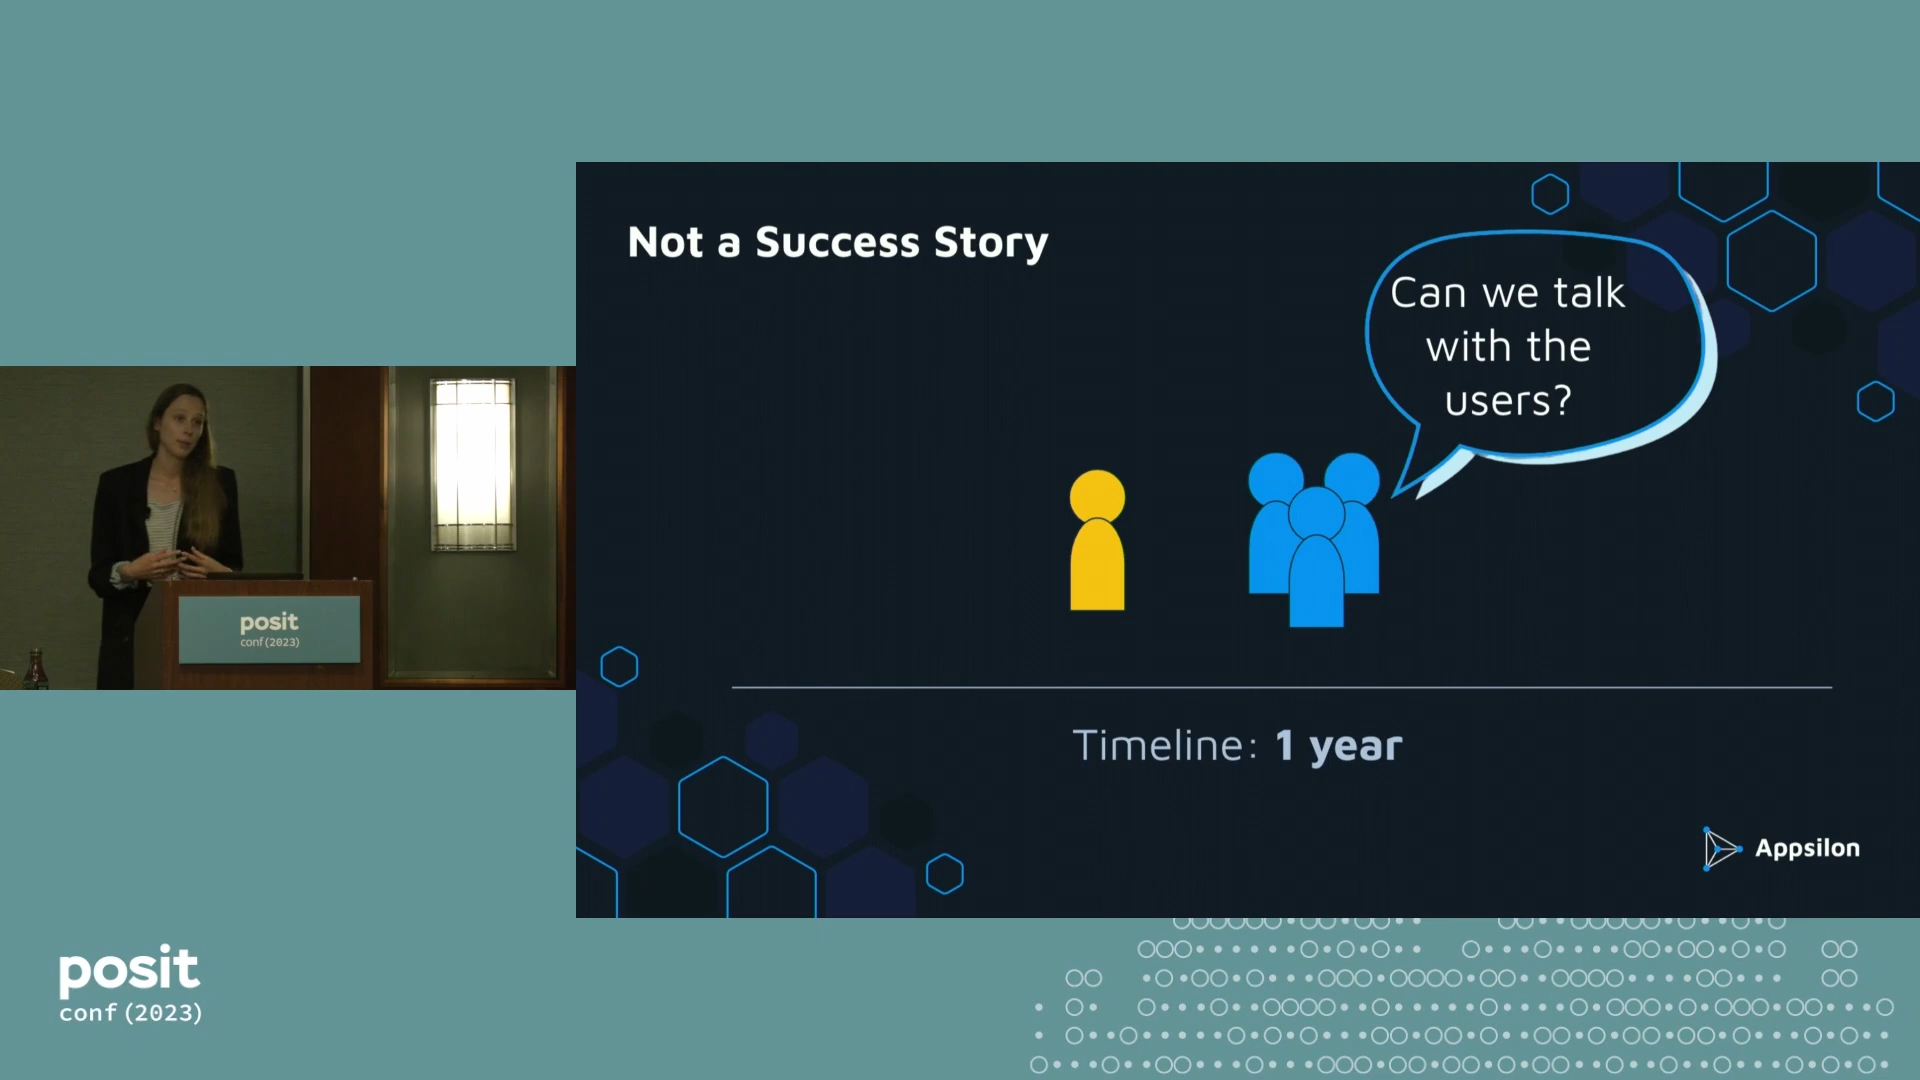 Not a Success Story
Can we talk
with the
users?
Timeline: 1 year
Appsilon
posit
conf(2023)
posit
conf(2023)